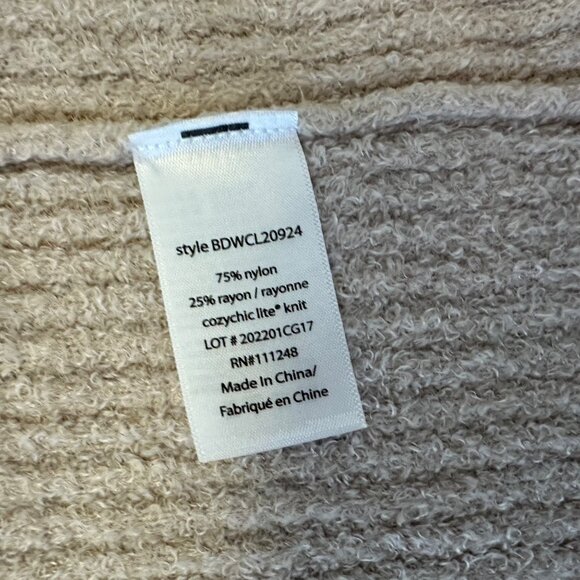 style BDWCL20924
75% nylon
25% rayon / rayonne
cozychic lite® knit
LOT # 202201CG17
RN#111248
Made In China/
Fabriqué en Chine